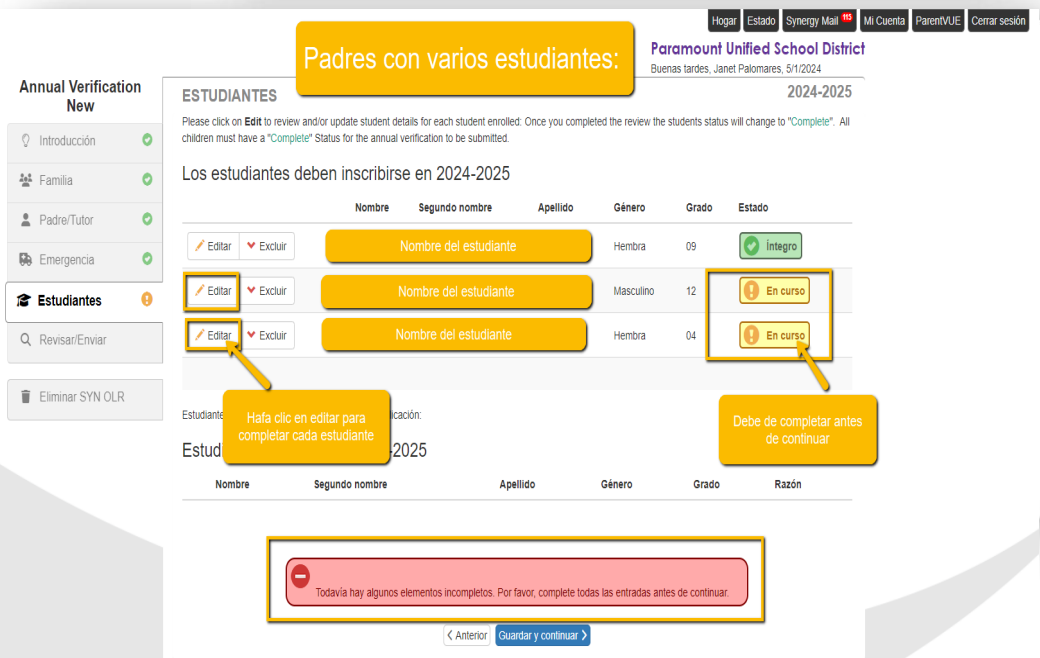 Hogar Estado Synergy Mail 115 Mi Cuenta ParentVUE Cerrar sesión
Padres con varios estudiantes:
Paramount Unified School District
Buenas tardes, Janet Palomares, 5/1/2024
Annual Verification
New
Introducción
Familia
Padre/Tutor
Emergencia
Estudiantes
Revisar/Enviar
Eliminar SYN OLR
ESTUDIANTES 2024-2025
Please click on Edit to review and/or update student details for each student enrolled: Once you completed the review the students status will change to "Complete". All
children must have a "Complete" Status for the annual verification to be submitted.
Los estudiantes deben inscribirse en 2024-2025
Nombre Segundo nombre Apellido Género Grado Estado
Editar Excluir Nombre del estudiante Hembra 09 íntegro
Editar Excluir Nombre del estudiante Masculino 12 En curso
Editar Excluir Nombre del estudiante Hembra 04 En curso
Hafa clic en editar para
completar cada estudiante
Debe de completar antes
de continuar
Nombre Segundo nombre Apellido Género Grado Razón
Todavía hay algunos elementos incompletos. Por favor, complete todas las entradas antes de continuar.
Anterior Guardar y continuar